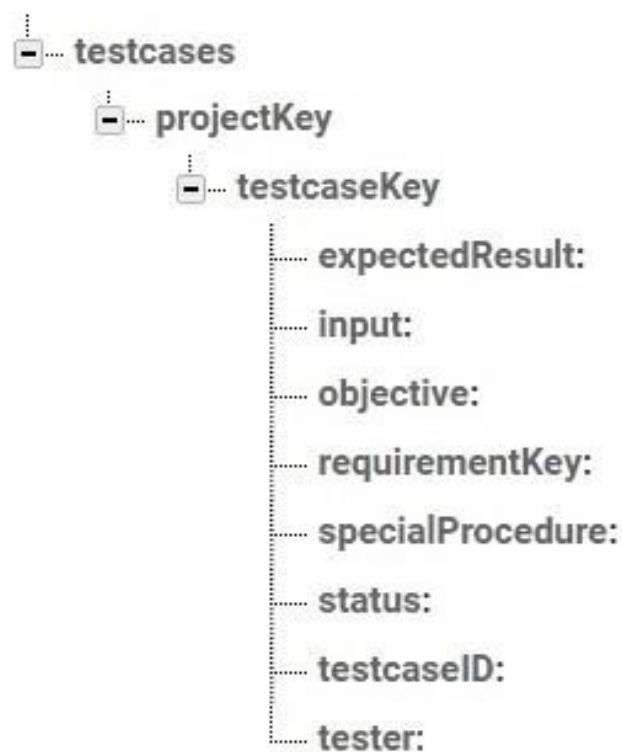 testcases
projectKey
testcaseKey
expectedResult:
input:
objective:
requirementKey:
specialProcedure:
status:
testcaseID:
tester: